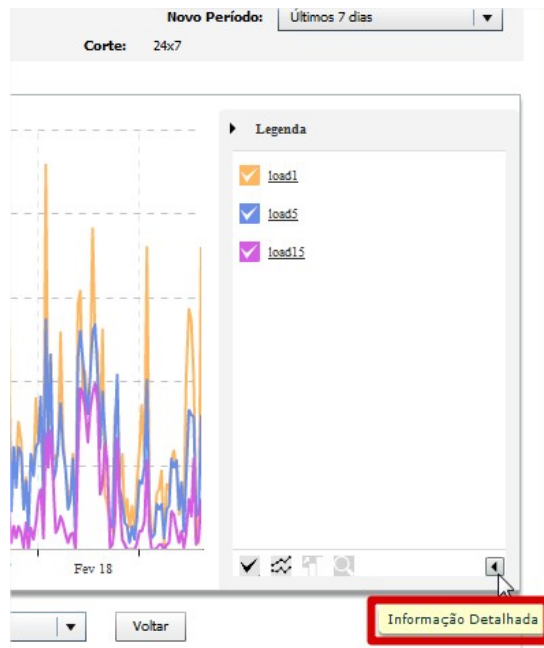 Novo Período: Últimos 7 dias
Corte: 24x7
Legenda
load1
load5
load15
Fev 18
Voltar
Informação Detalhada